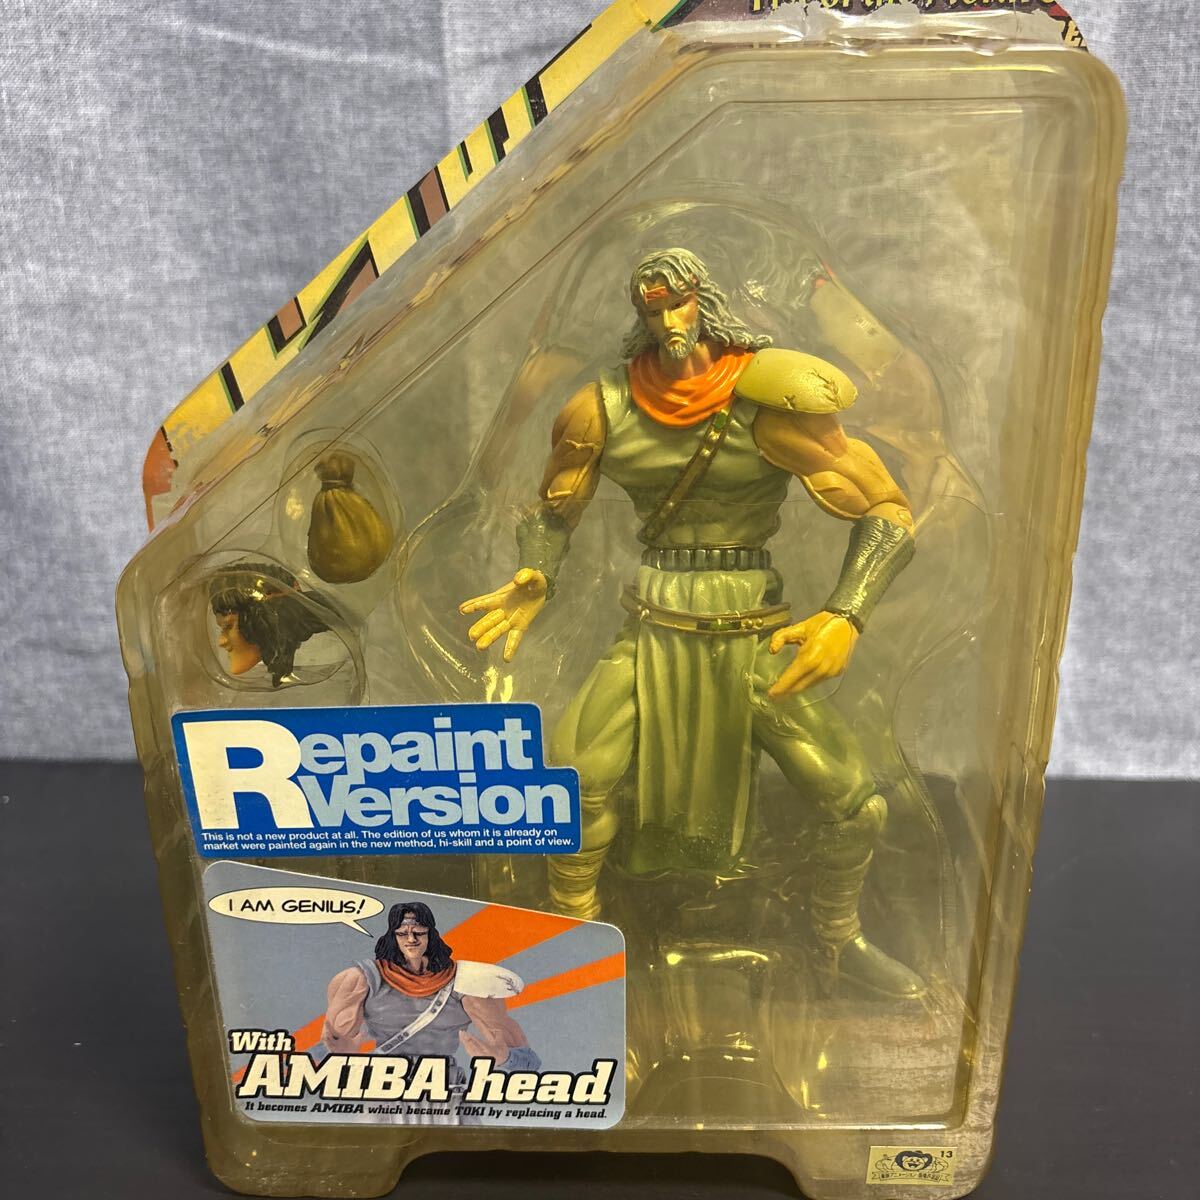 Repaint
Version
This is not a new product at all. The edition of us whom it is already on
market were painted again in the new method, hi-skill and a point of view.
I AM GENIUS!
With
AMIBA head
It becomes AMIBA which became TOKI by replacing a head.
13